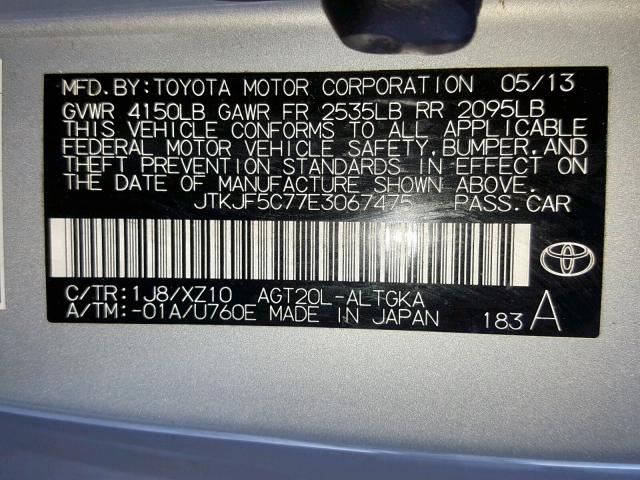 MFD. BY: TOYOTA MOTOR CORPORATION 05/13
GVWR 4150LB GAWR FR 2535LB RR 2095LB
THIS VEHICLE CONFORMS TO ALL APPLICABLE
FEDERAL MOTOR VEHICLE SAFETY, BUMPER, AND
THEFT PREVENTION STANDARDS IN EFFECT ON
THE DATE OF MANUFACTURE SHOWN ABOVE.
JTKJF5C77E3067475 PASS. CAR
C/TR: 1J8/XZ10 AGT20L-ALTGKA
A/TM: -01A/U760E MADE IN JAPAN 183 A